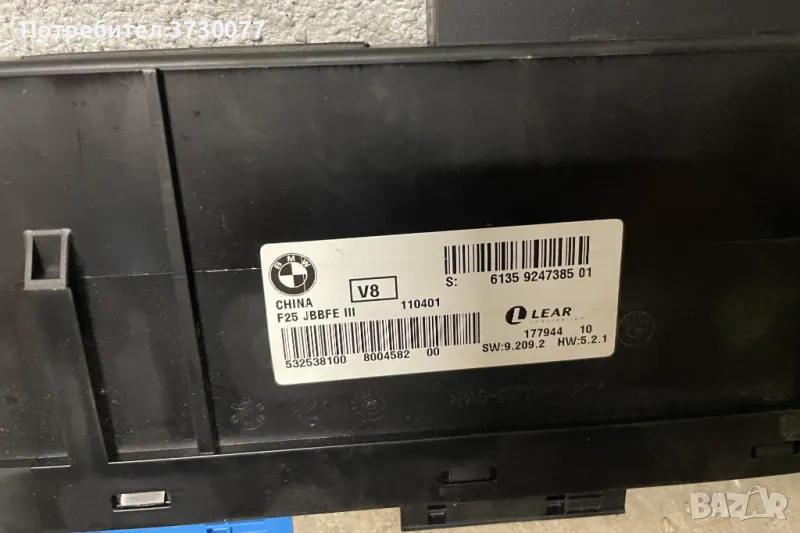 Потребител 3730077
BMW
CHINA
V8
F25 JBBFE III
110401
532538100 8004582 00
S: 6135 9247385 01
LEAR
CORPORATION
177944 10
SW:9.209.2 HW:5.2.1
BAZAR